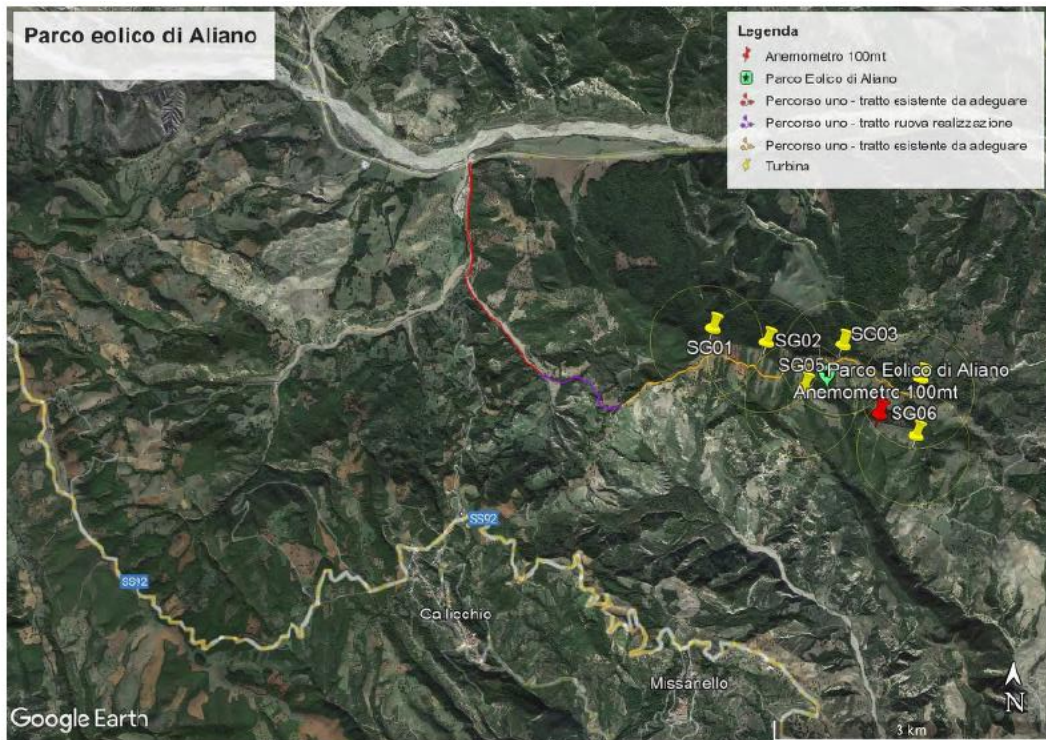 Parco eolico di Aliano
Legenda
Anemometro 100mt
Parco Eolico di Aliano
Percorso uno - tratto esistente da adeguare
Percorso uno - tratto nuova realizzazione
Percorso uno - tratto esistente da adeguare
Turbina
SG01
SG02
SG03
SG05
Parco Eolico di Aliano
Anemometro 100mt
SG06
SS92
SS92
Gallicchio
Missanello
N
Google Earth
3 km